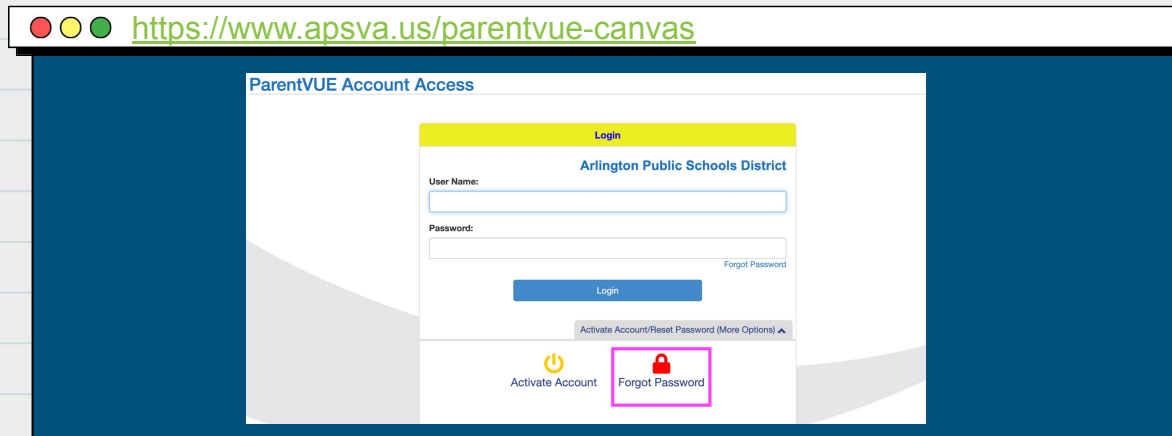 https://www.apsva.us/parentvue-canvas
ParentVUE Account Access
Login
Arlington Public Schools District
User Name:
Password:
Forgot Password
Login
Activate Account/Reset Password (More Options)
Activate Account
Forgot Password